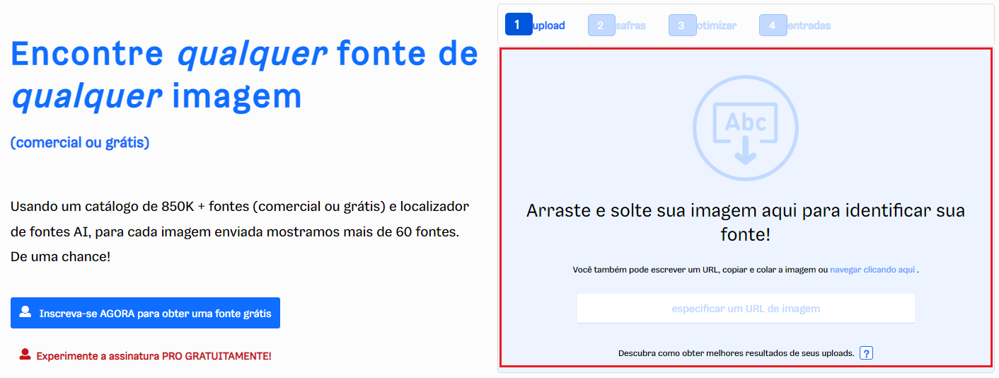 Encontre qualquer fonte de
qualquer imagem
(comercial ou grátis)
Usando um catálogo de 850K + fontes (comercial ou grátis) e localizador
de fontes AI, para cada imagem enviada mostramos mais de 60 fontes.
De uma chance!
Inscreva-se AGORA para obter uma fonte grátis
Experimente a assinatura PRO GRATUITAMENTE!
1 upload 2 safras 3 otimizar 4 entradas
Abc
Arraste e solte sua imagem aqui para identificar sua
fonte!
Você também pode escrever um URL, copiar e colar a imagem ou navegar clicando aqui .
especificar um URL de imagem
Descubra como obter melhores resultados de seus uploads. ?